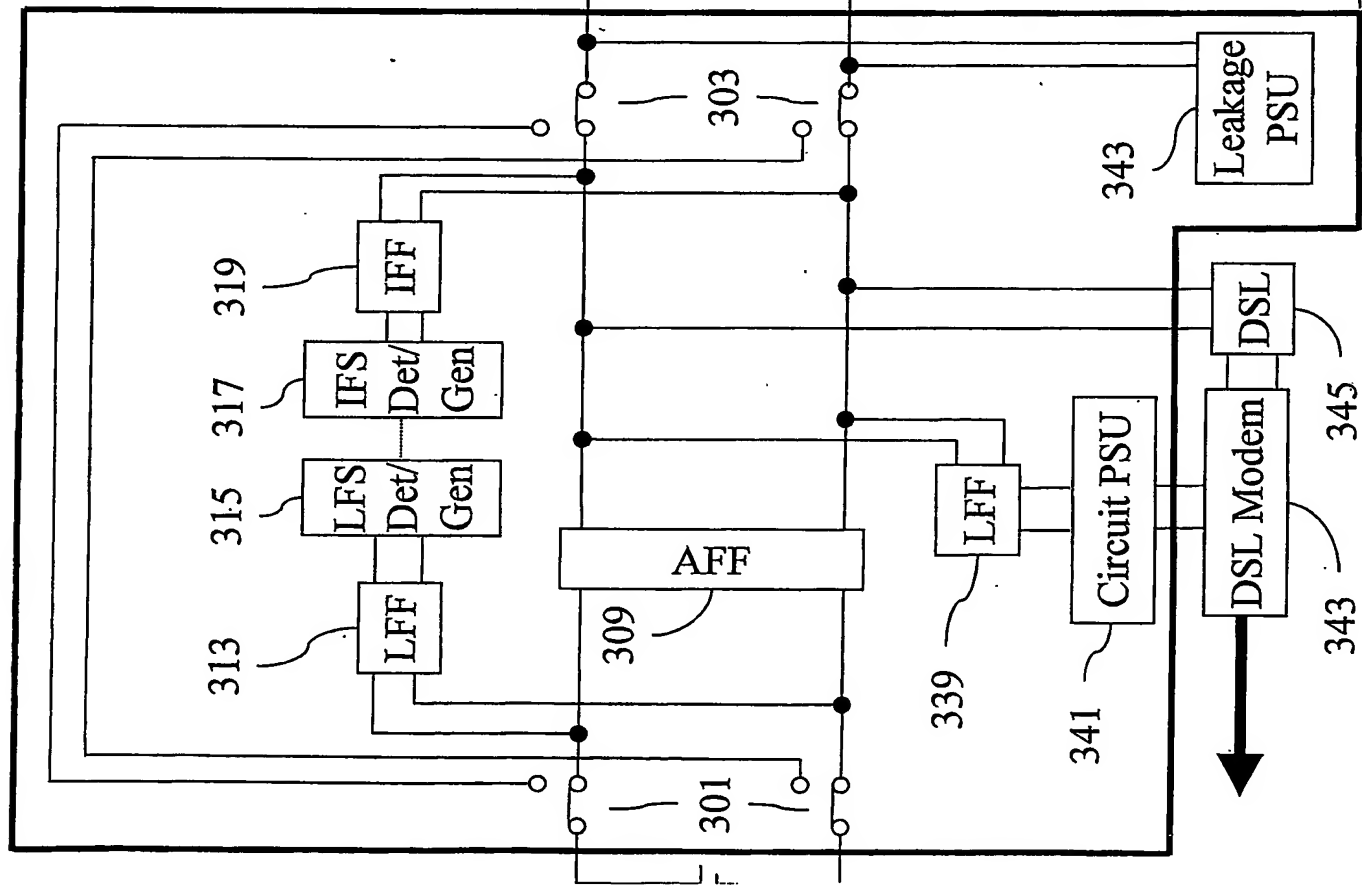 303
343
Leakage
PSU
319
IFF
317
IFS
Det/
Gen
315
LFS
Det/
Gen
313
LFF
309
AFF
339
LFF
341
Circuit PSU
DSL
345
DSL Modem
343
301